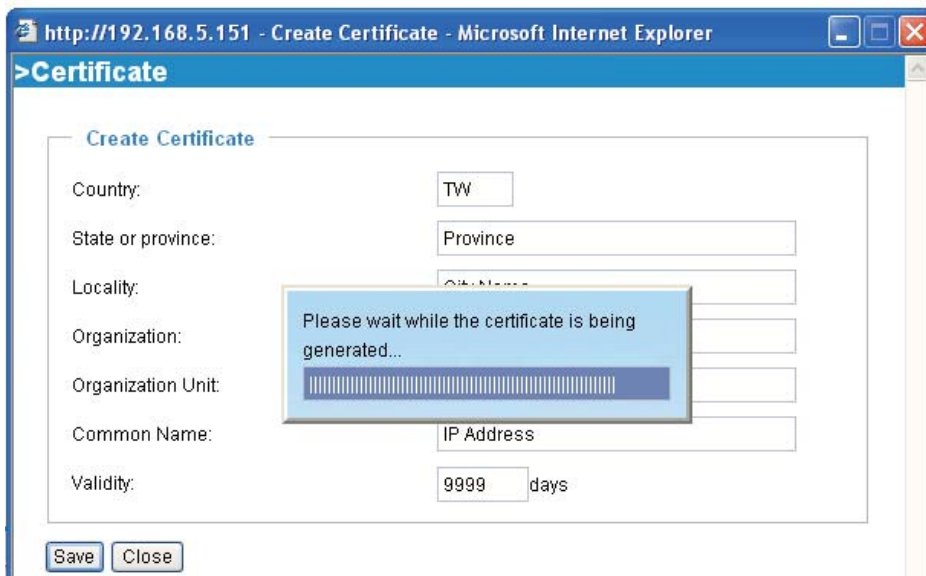 http://192.168.5.151 - Create Certificate - Microsoft Internet Explorer
>Certificate
Create Certificate
Country: TW
State or province: Province
Locality:
Please wait while the certificate is being
generated...
Organization:
Organization Unit:
Common Name: IP Address
Validity: 9999 days
Save Close